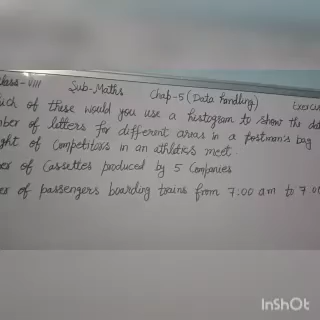 Class-VIII Sub-Maths Chap-5 (Data Handling)
of these would you use a histogram to show the
of letters for different areas in a postman's bag
of competitors in an athletics meet.
of Cassettes produced by 5 Companies
of passengers boarding trains from 7:00 am to 7
InShOt